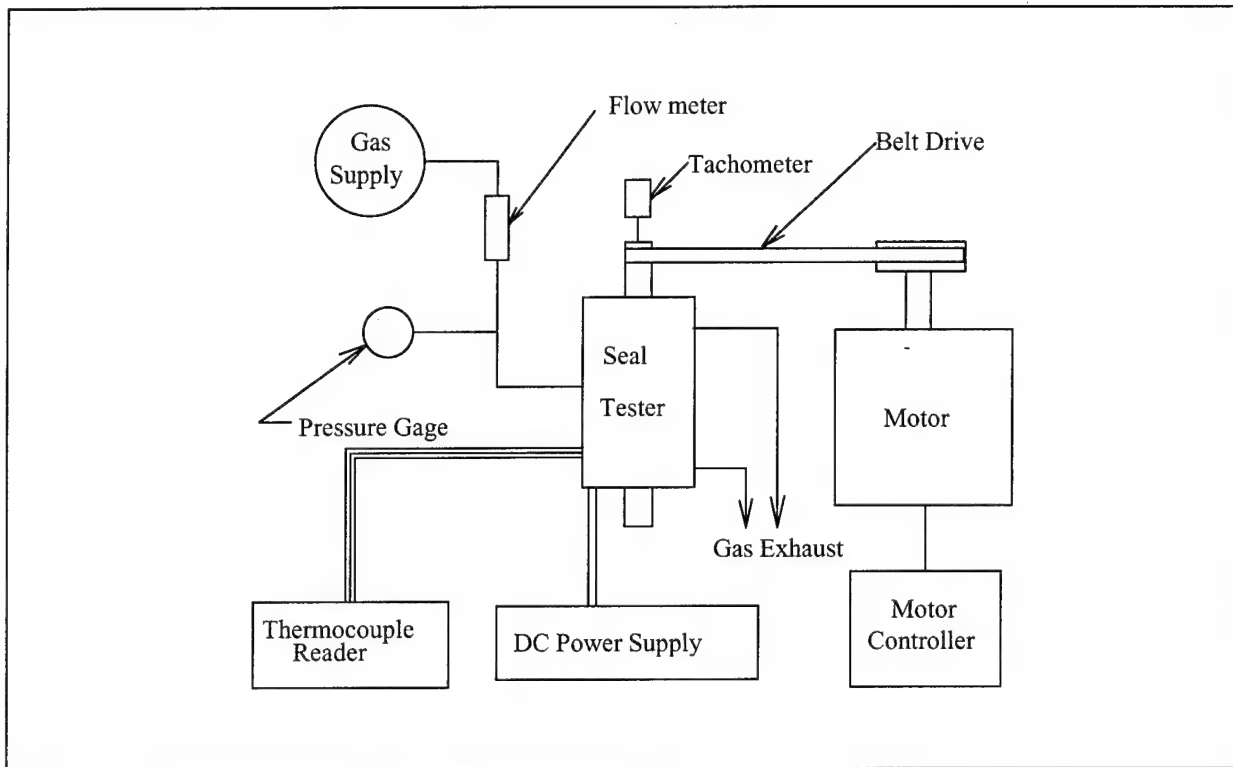 Flow meter
Gas
Supply
Tachometer
Belt Drive
Seal
Tester
Pressure Gage
Motor
Gas Exhaust
Thermocouple
Reader
DC Power Supply
Motor
Controller